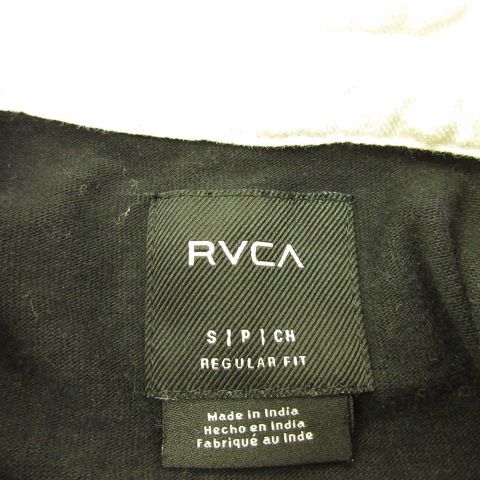 RVCA
S|P|CH
REGULAR FIT
Made in India
Hecho en India
Fabriqué au Inde